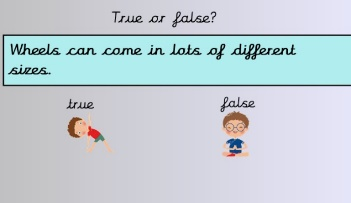 True or false?
Wheels can come in lots of different
sizes.
true false